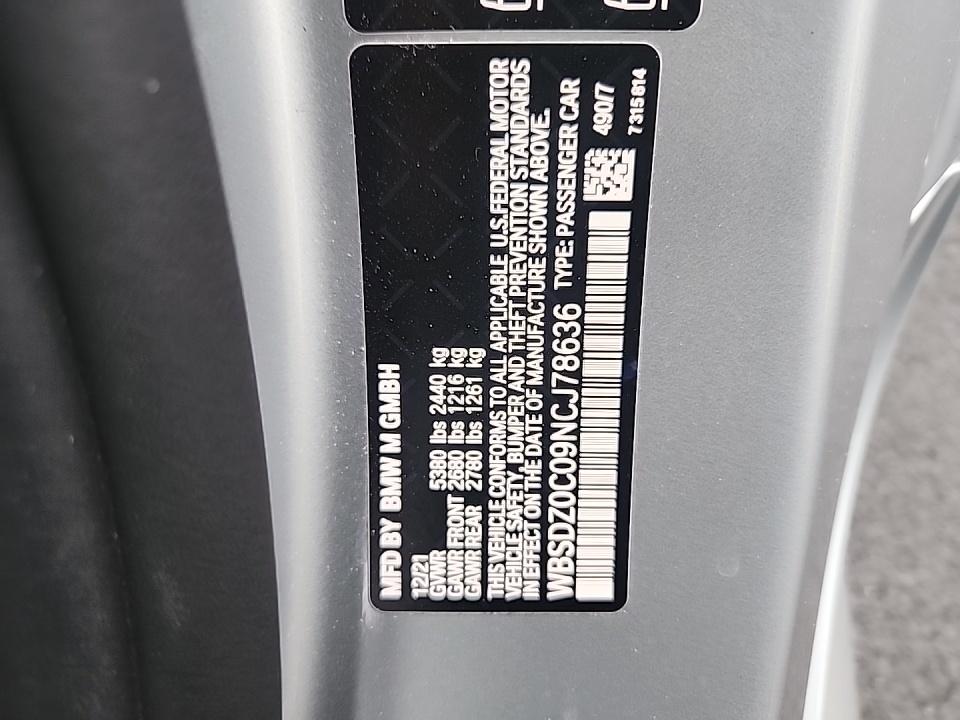 MFD BY BMW M GMBH
12/21
GVWR 5380 lbs 2440 kg
GAWR FRONT 2680 lbs 1216 kg
GAWR REAR 2780 lbs 1261 kg
THIS VEHICLE CONFORMS TO ALL APPLICABLE U.S.FEDERAL MOTOR
VEHICLE SAFETY, BUMPER AND THEFT PREVENTION STANDARDS
IN EFFECT ON THE DATE OF MANUFACTURE SHOWN ABOVE.
WBSDZ0C09NCJ78636 TYPE: PASSENGER CAR
490/7
7315814